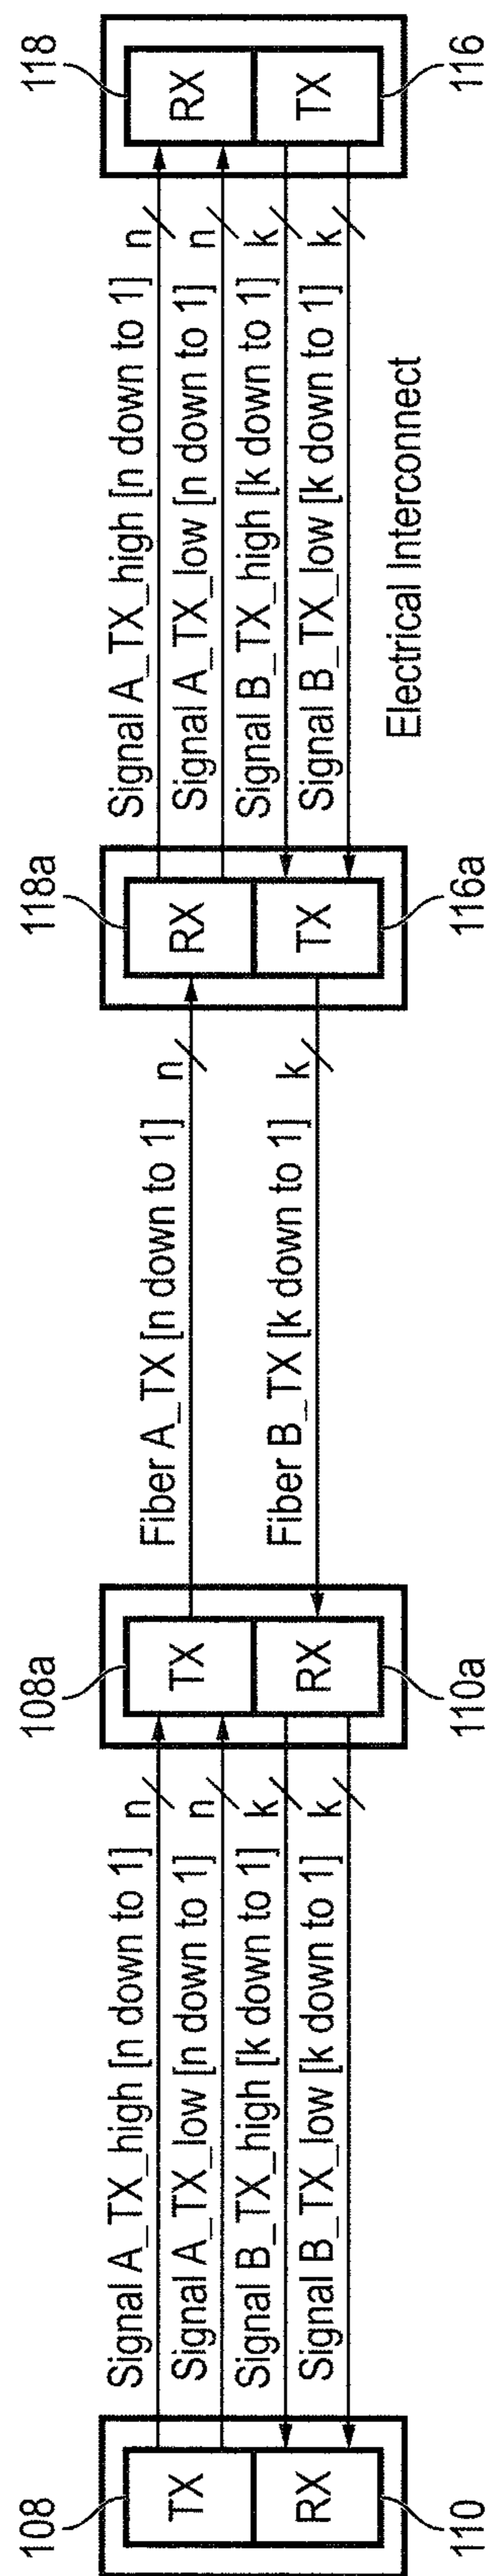 108
TX
RX
110
Signal A_TX_high [n down to 1]
n
Signal A_TX_low [n down to 1]
n
Signal B_TX_high [k down to 1]
k
Signal B_TX_low [k down to 1]
k
108a
TX
RX
110a
Fiber A_TX [n down to 1]
n
Fiber B_TX [k down to 1]
k
118a
RX
TX
116a
Signal A_TX_high [n down to 1]
n
Signal A_TX_low [n down to 1]
n
Signal B_TX_high [k down to 1]
k
Signal B_TX_low [k down to 1]
k
Electrical Interconnect
118
RX
TX
116